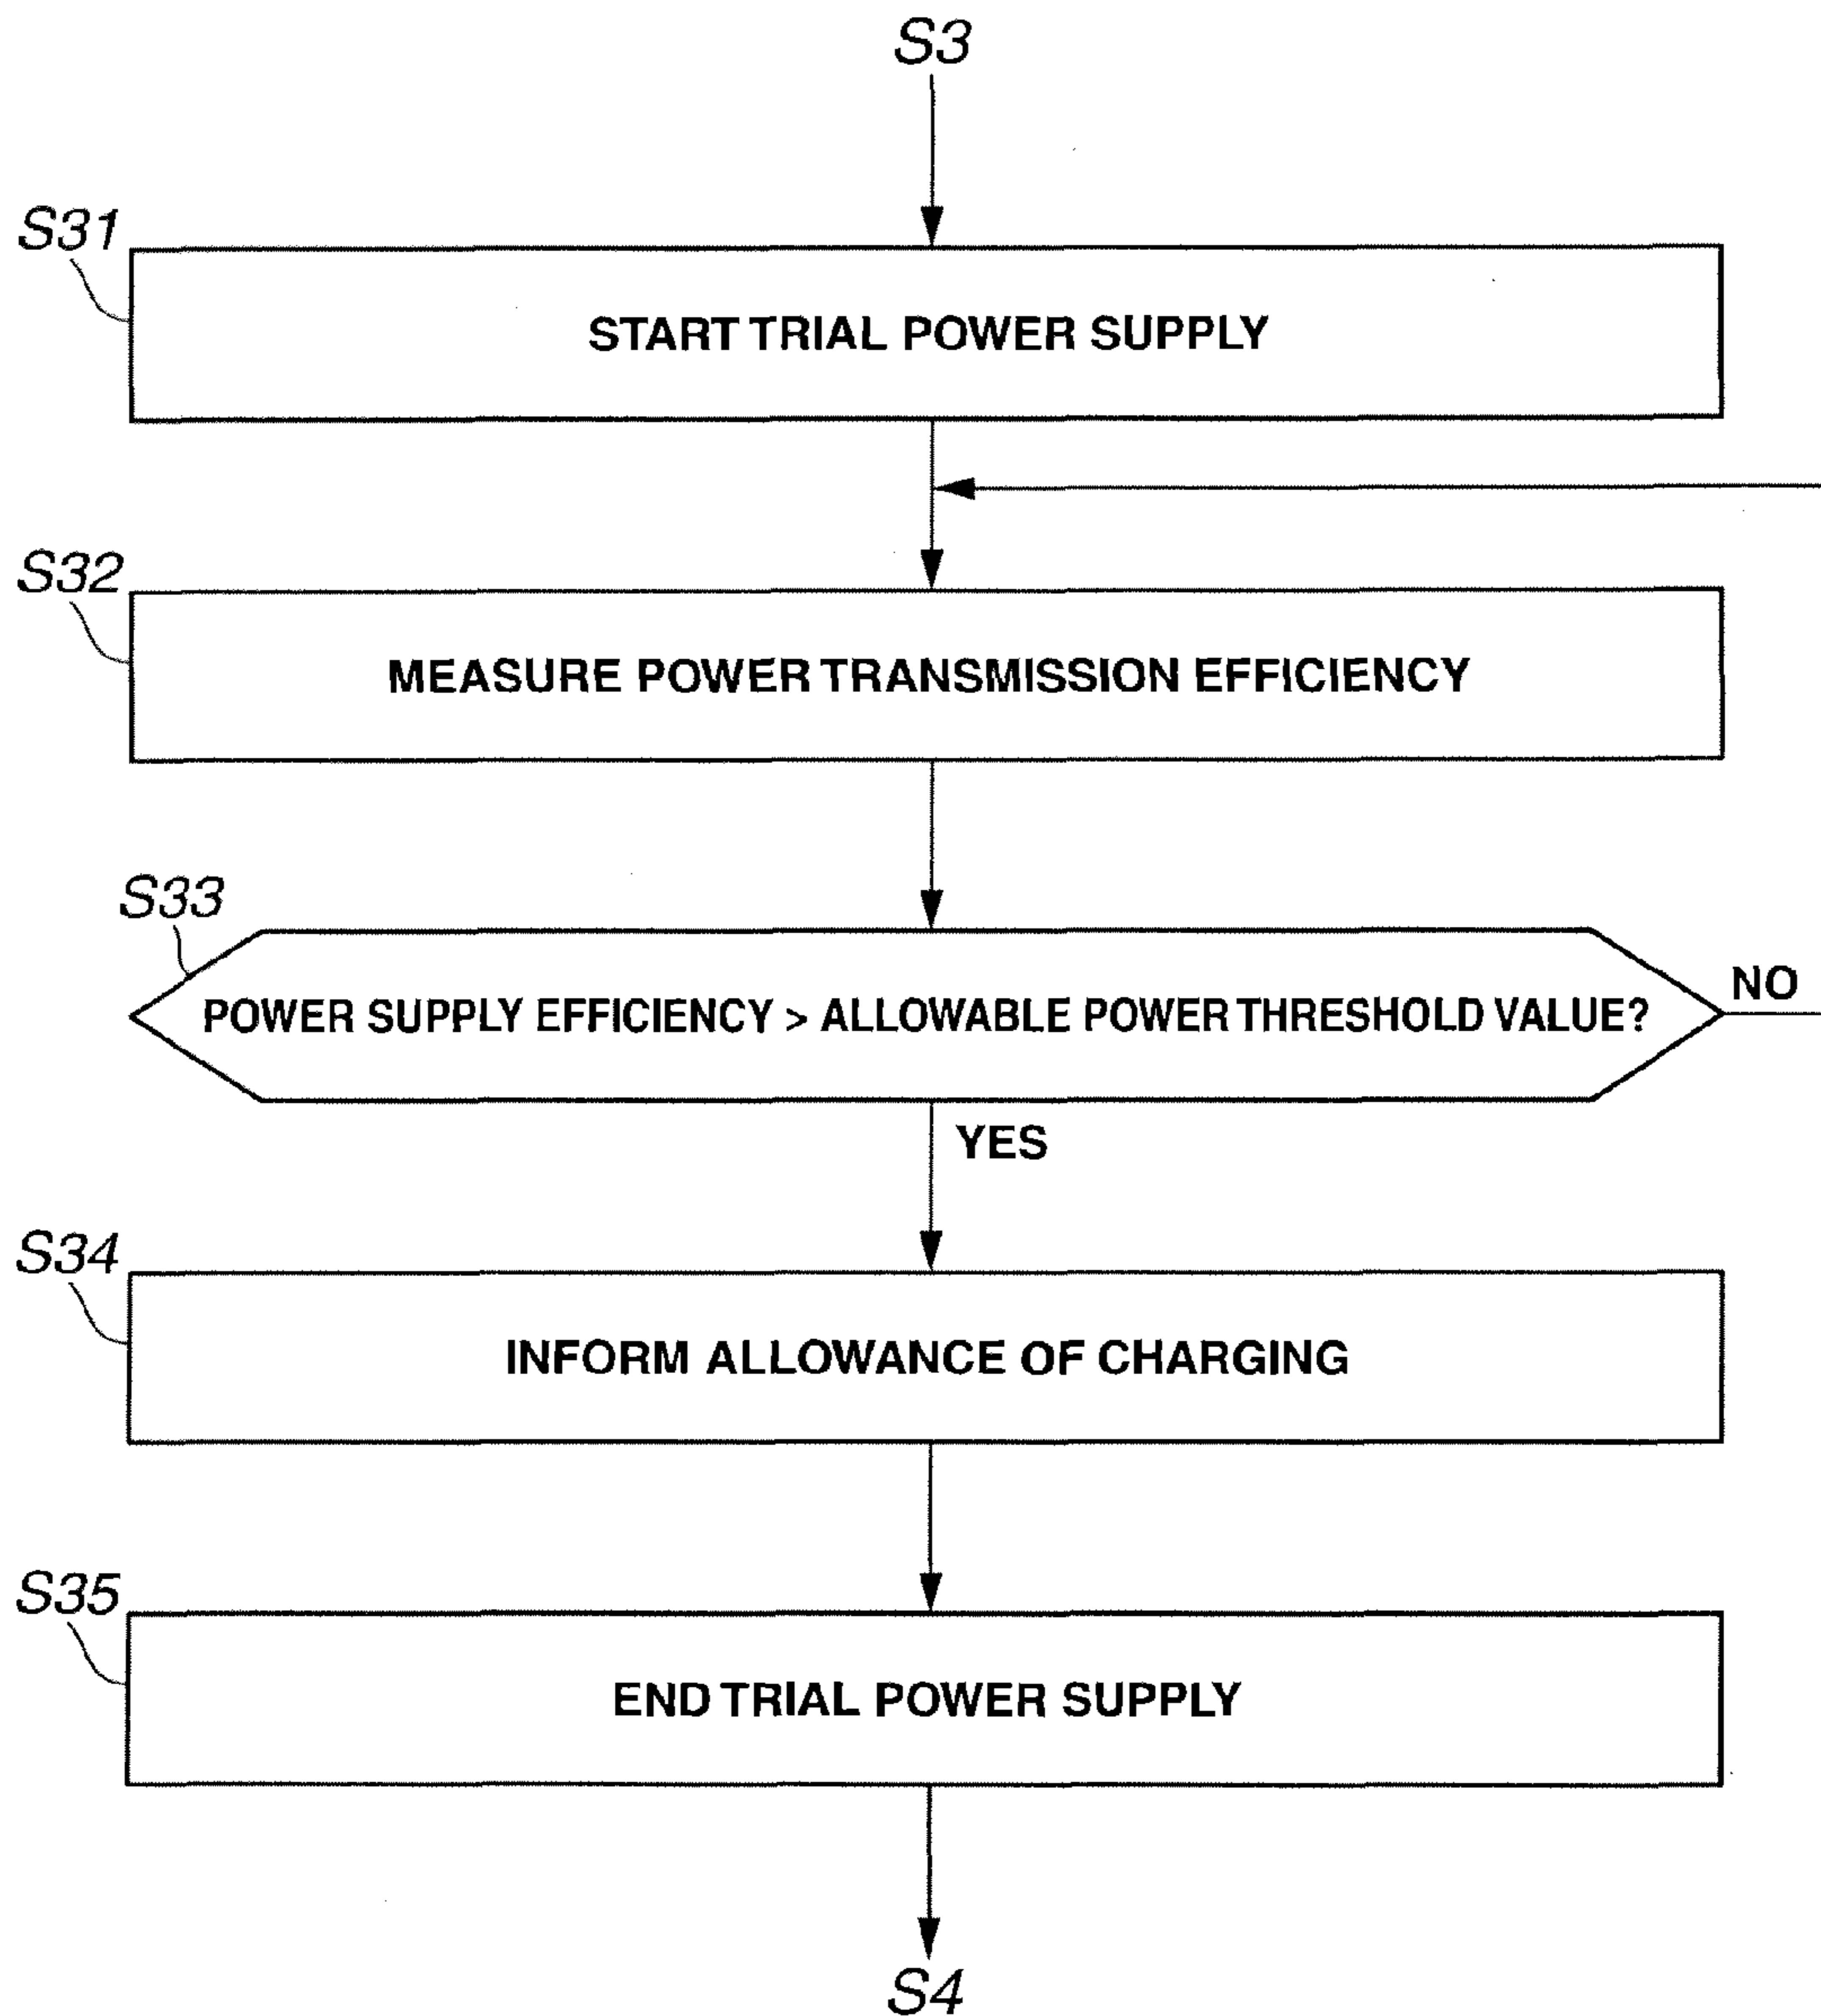 S3
S31
START TRIAL POWER SUPPLY
S32
MEASURE POWER TRANSMISSION EFFICIENCY
S33
POWER SUPPLY EFFICIENCY > ALLOWABLE POWER THRESHOLD VALUE?
NO
YES
S34
INFORM ALLOWANCE OF CHARGING
S35
END TRIAL POWER SUPPLY
S4